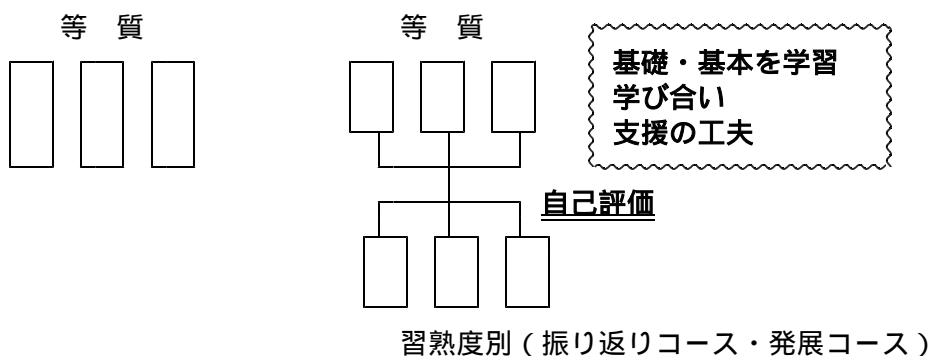 等 質
等 質
基礎・基本を学習
学び合い
支援の工夫
自己評価
習熟度別(振り返りコース・発展コース)